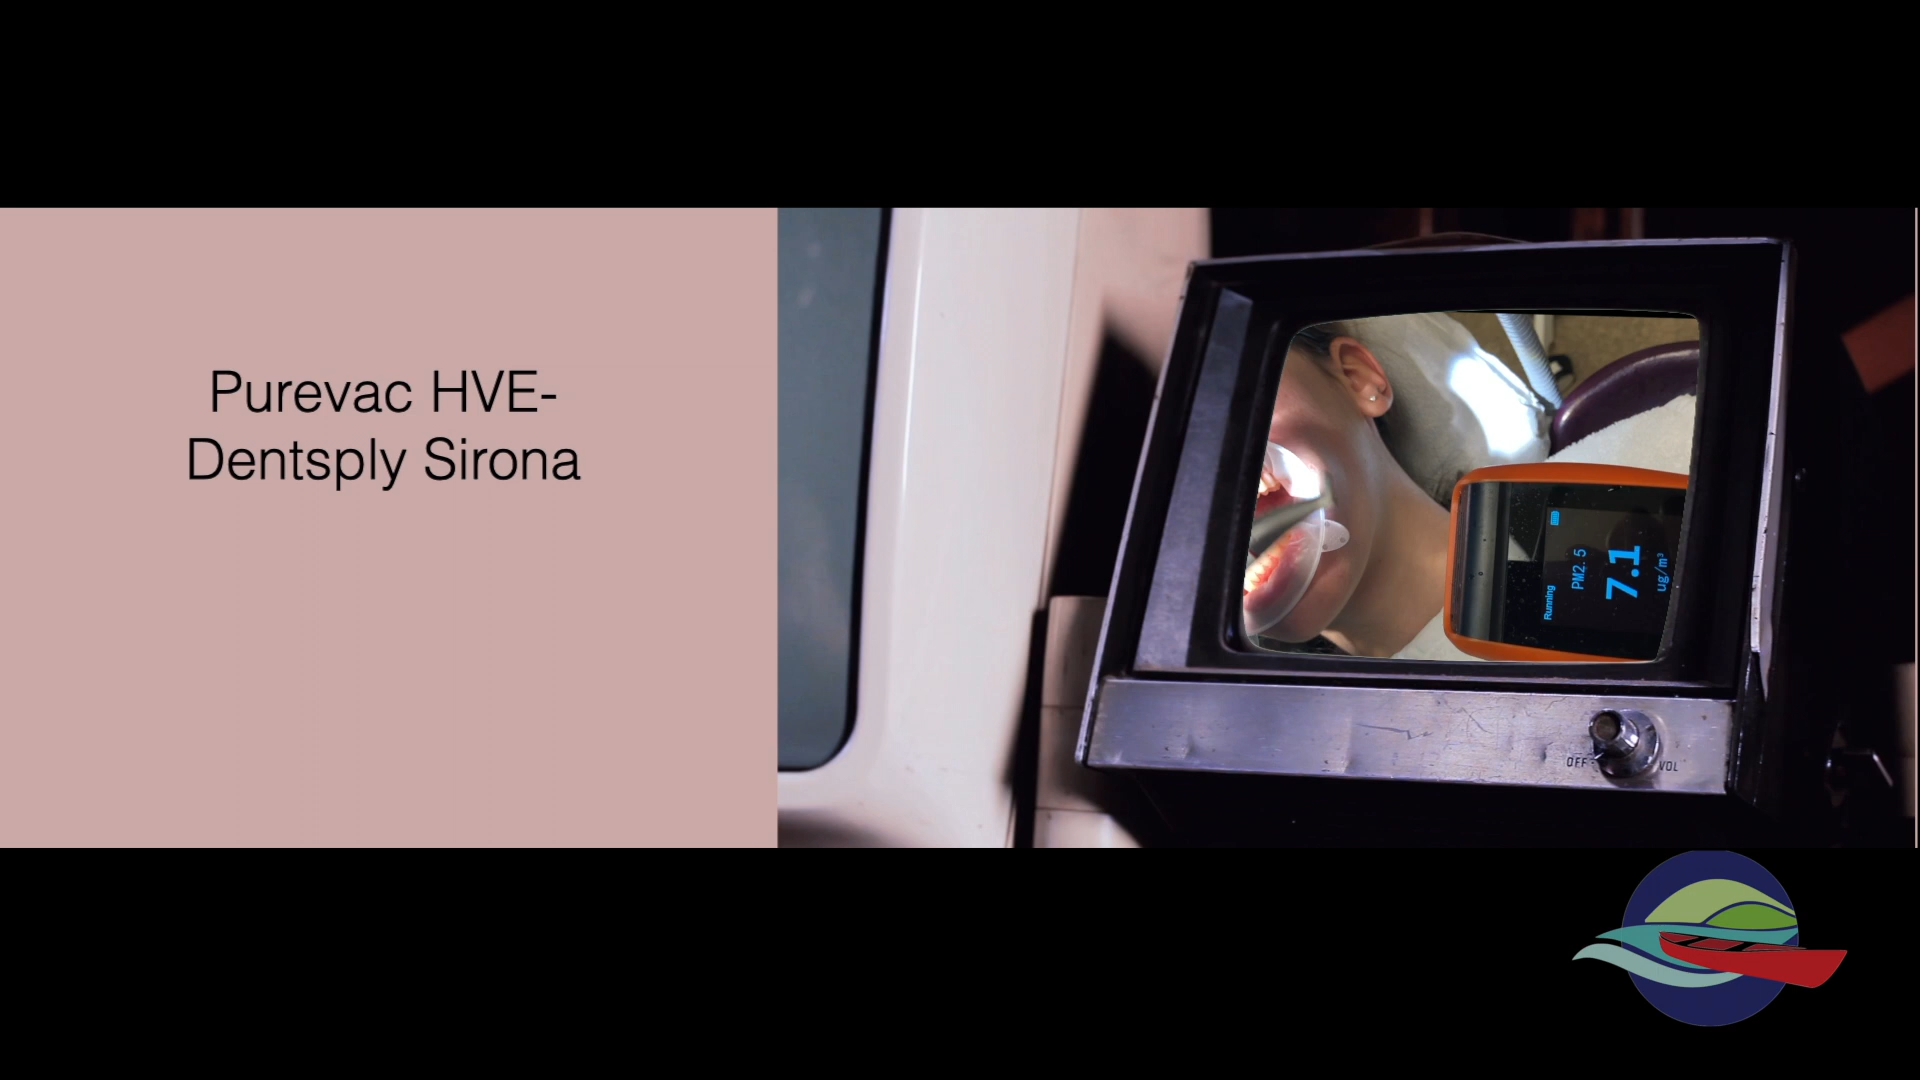 Purevac HVE-
Dentsply Sirona
Running
PM2.5
7.1
ug/m³
OFF
VOL